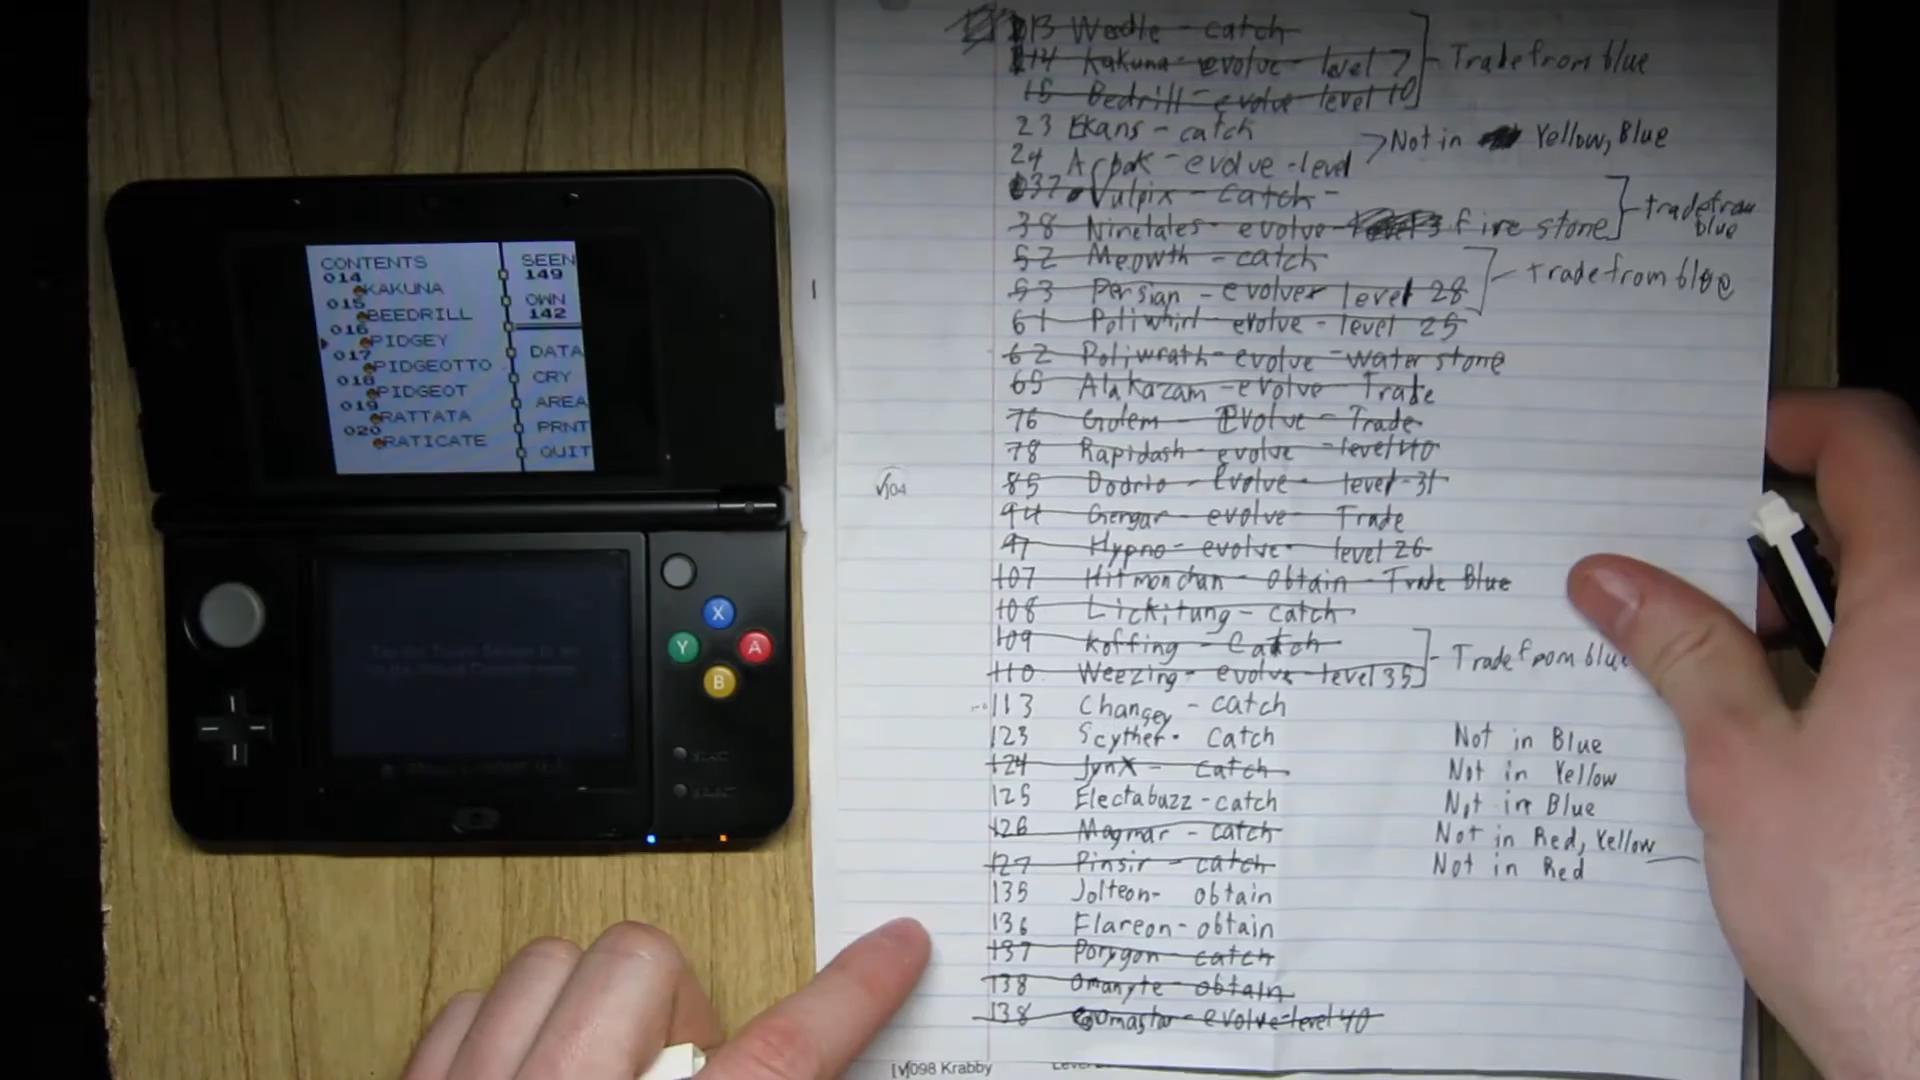 CONTENTS
014
KAKUNA
015
BEEDRILL
016
PIDGEY
017
PIDGEOTTO
018
PIDGEOT
019
RATTATA
020
RATICATE
SEEN
149
OWN
142
DATA
CRY
AREA
PRNT
QUIT
X
Y
A
B
13 Weedle - catch
14 Kakuna - evolve - level 7
Trade from blue
15 Bedrill - evolve level 10
23 Ekans - catch
Not in Yellow, Blue
24 Arbok - evolve - level
37 Vulpix - catch -
38 Ninetales - evolve - fire stone
trade from blue
52 Meowth - catch
53 Persian - evolver level 28
trade from blue
61 Poliwhirl - evolve - level 25
62 Poliwrath - evolve - water stone
65 Alakazam - evolve Trade
76 Golem - Evolve - Trade
78 Rapidash - evolve - level 40
85 Dodrio - Evolve - level 31
94 Gengar - evolve - Trade
97 Hypno - evolve - level 26
107 Hitmonchan - obtain - Trade Blue
108 Lickitung - catch
109 Koffing - Catch
Trade from blue
110 Weezing - evolve - level 35
113 Chansey - catch
123 Scyther - Catch Not in Blue
124 Jynx - catch Not in Yellow
125 Electabuzz - catch Not in Blue
126 Magmar - catch Not in Red, Yellow
127 Pinsir - catch Not in Red
135 Jolteon - obtain
136 Flareon - obtain
137 Porygon - catch
138 Omanyte - obtain
138 Omastar - evolve - level 40
[√]098 Krabby